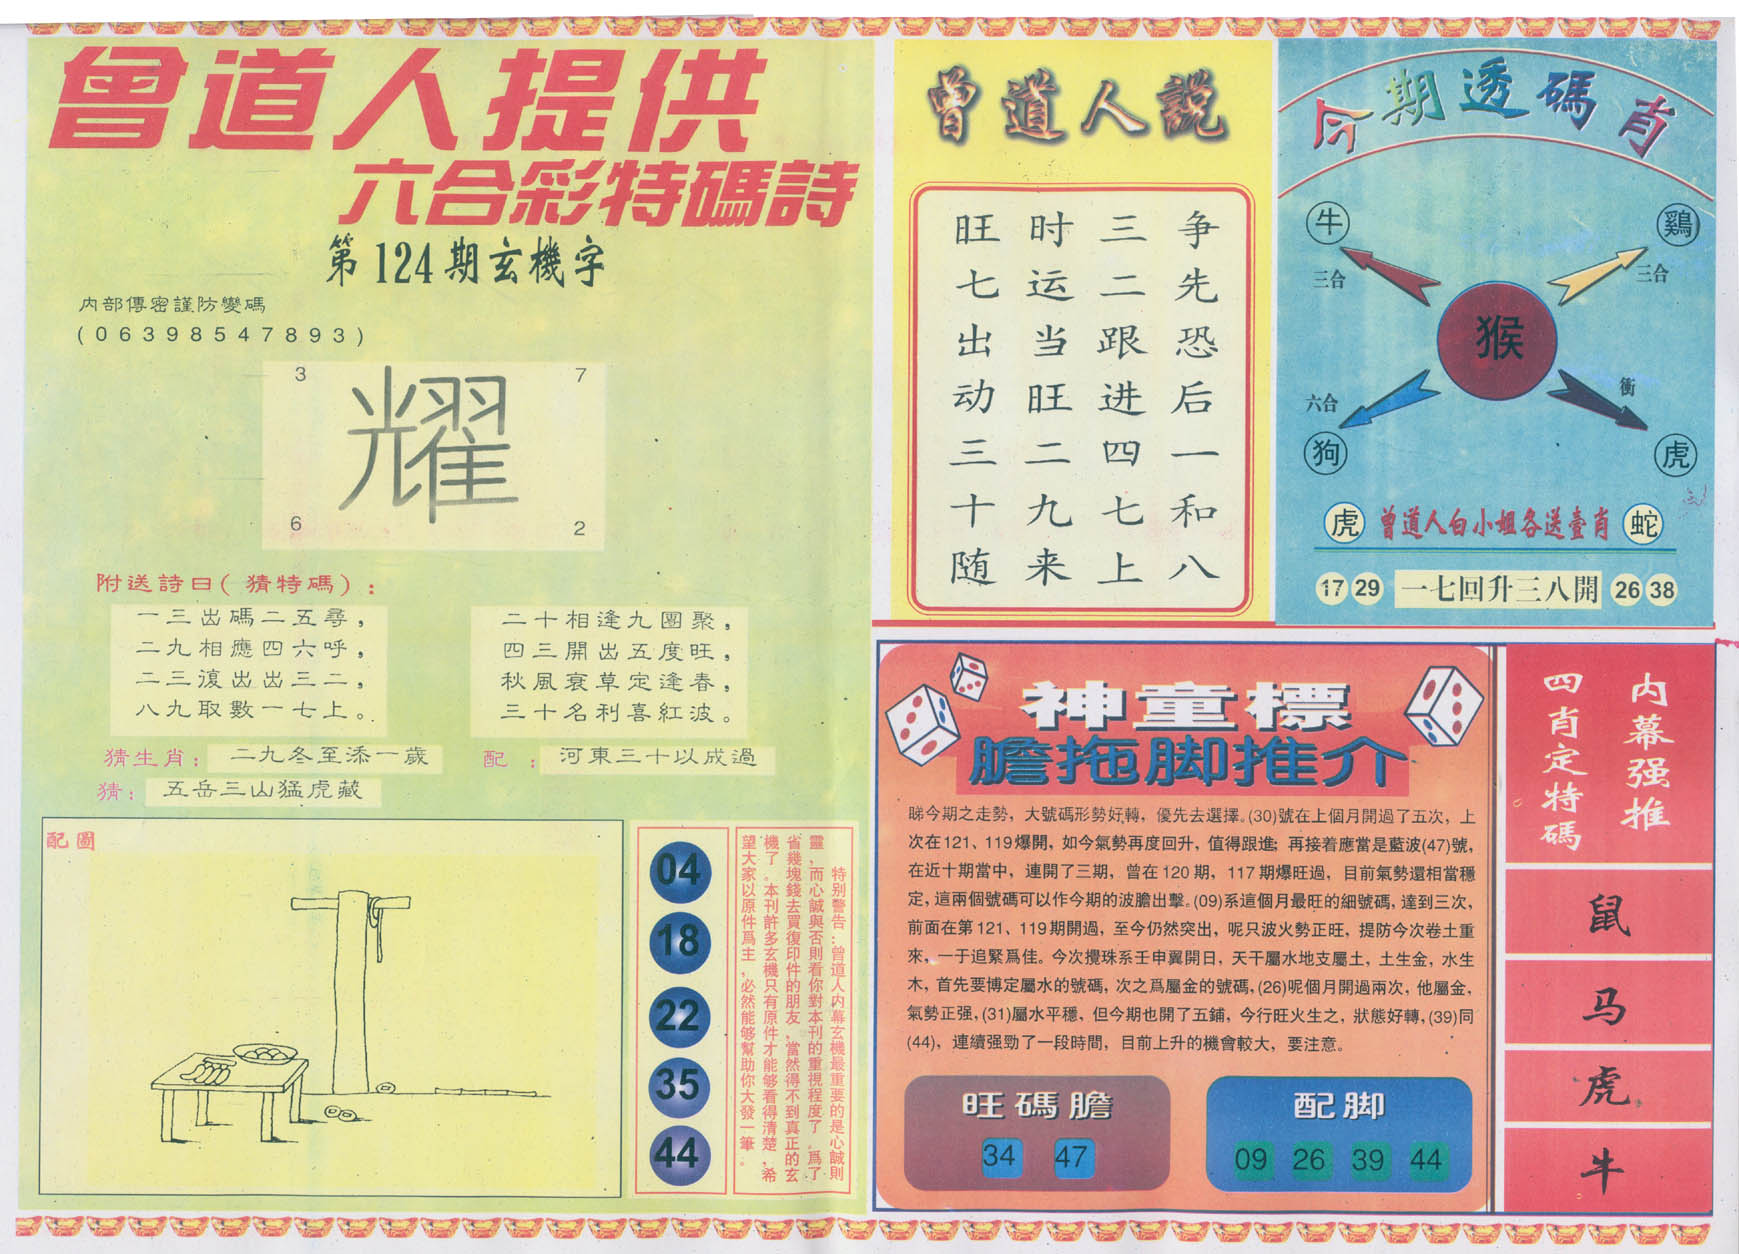 曾道人提供
六合彩特碼詩
第124期玄機字
内部傳密謹防變碼
(06398547893)
3
7
耀
6
2
附送詩曰(猜特碼):
一三出碼二五尋,
二九相應四六呼,
二三復出出三二,
八九取數一七上。
二十相逢九團聚,
四三開出五度旺,
秋風衰草定逢春,
三十名利喜紅波。
猜生肖:
二九冬至添一歲
配:
河東三十以成過
猜:
五岳三山猛虎藏
配圖
04
18
22
35
44
特别警告:曾道人内幕玄機最重要的是心誠則
靈,而心誠與否則看你對本刊的重視程度了。爲了
省幾塊錢去買復印件的朋友,當然得不到真正的玄
機了。本刊許多玄機只有原件才能够看得清楚,希
望大家以原件爲主,必然能够幫助你大發一筆。
曾道人説
争先恐后一和八
三二跟进四七上
时运当旺二九来
旺七出动三十随
今期透碼肖
牛
鷄
三合
三合
猴
六合
衝
狗
虎
虎
曾道人白小姐各送壹肖
蛇
17 29
一七回升三八開
26 38
神童標
膽拖脚推介
睇今期之走勢，大號碼形勢好轉，優先去選擇。(30)號在上個月開過了五次，上
次在121、119爆開，如今氣勢再度回升，值得跟進；再接着應當是藍波(47)號，
在近十期當中，連開了三期，曾在120期，117期爆旺過，目前氣勢還相當穩
定，這兩個號碼可以作今期的波膽出擊。(09)系這個月最旺的細號碼，達到三次，
前面在第121、119期開過，至今仍然突出，呢只波火勢正旺，提防今次卷土重
來，一于追緊爲佳。今次攪珠系壬申翼開日，天干屬水地支屬土，土生金，水生
木，首先要博定屬水的號碼，次之爲屬金的號碼，(26)呢個月開過兩次，他屬金，
氣勢正强，(31)屬水平穩，但今期也開了五鋪，今行旺火生之，狀態好轉，(39)同
(44)，連續强勁了一段時間，目前上升的機會較大，要注意。
旺碼膽
34 47
配脚
09 26 39 44
内幕强推
四肖定特碼
鼠
马
虎
牛